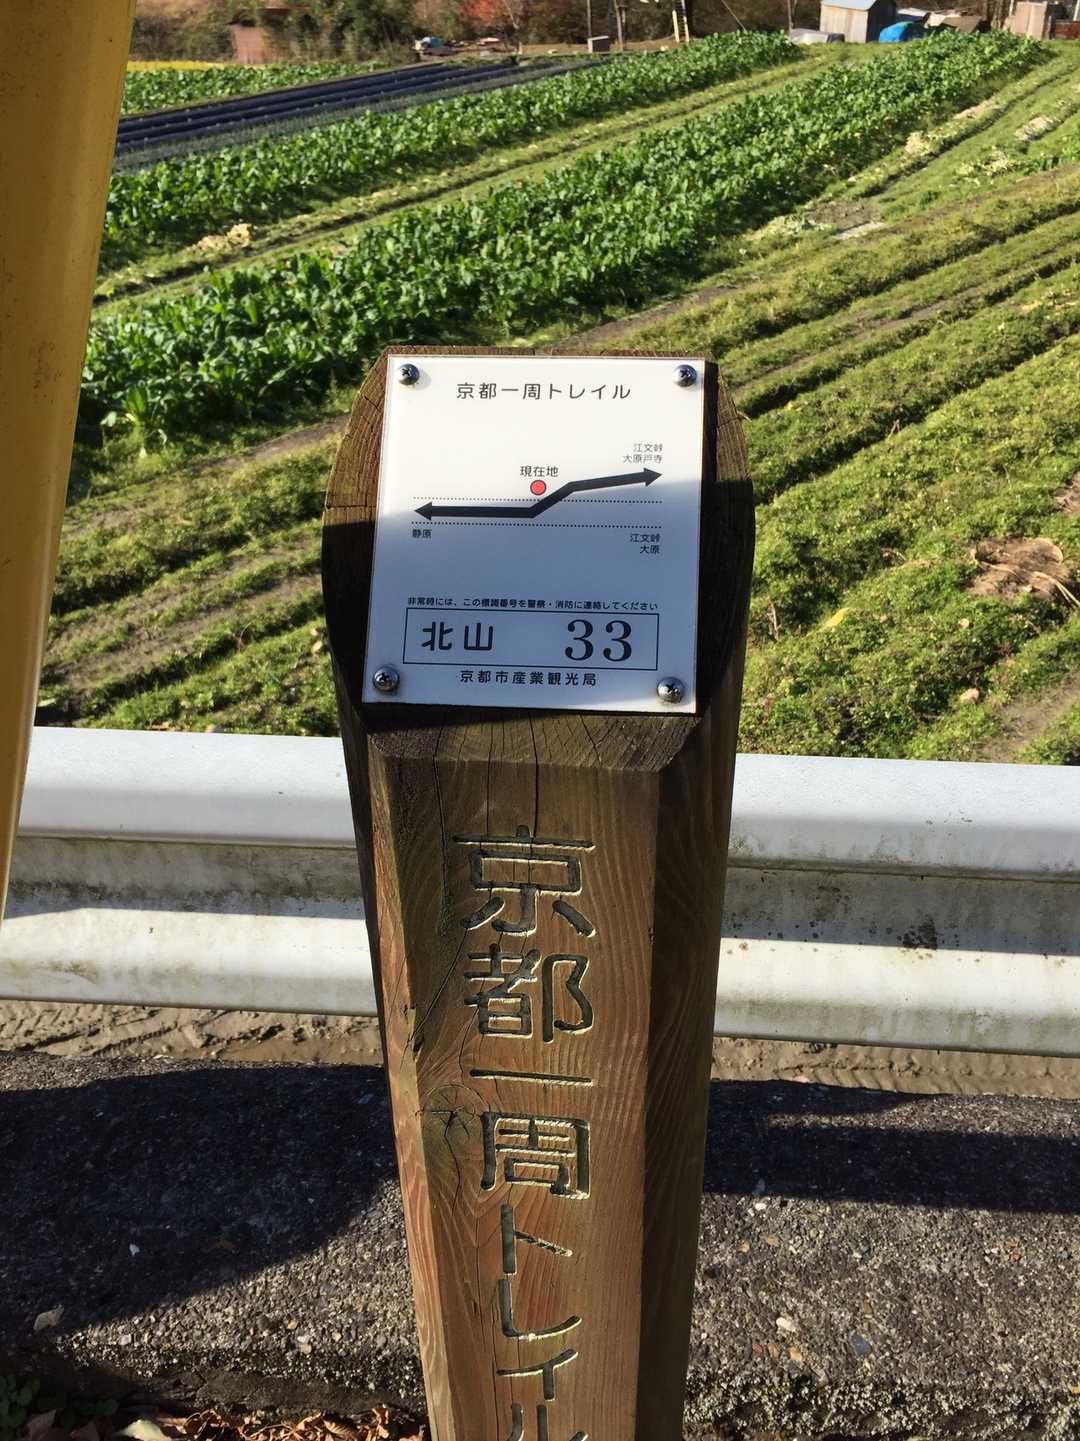 京都一周トレイル
江文峠
大原戸寺
現在地
静原
江文峠
大原
非常時には、この標識番号を警察・消防に連絡してください
北山 33
京都市産業観光局
京都一周トレイル